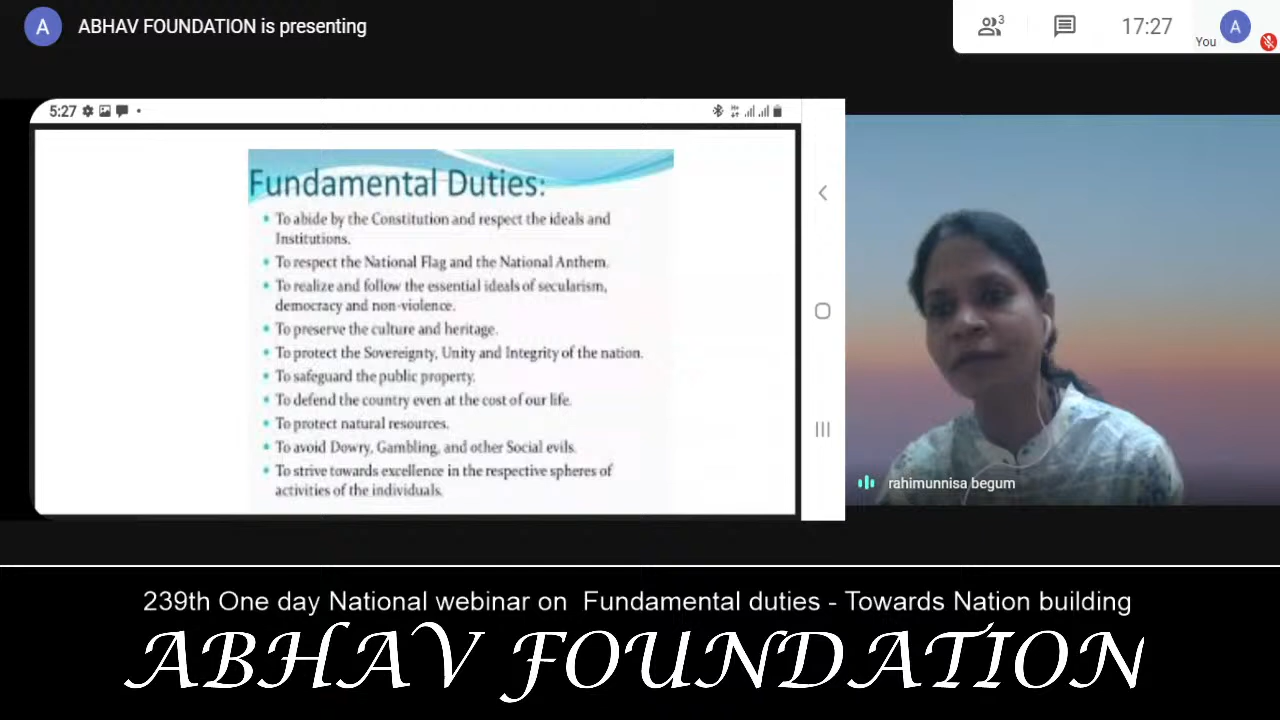 A
ABHAV FOUNDATION is presenting
3
17:27
You
A
5:27
Fundamental Duties:
• To abide by the Constitution and respect the ideals and
Institutions.
• To respect the National Flag and the National Anthem.
• To realize and follow the essential ideals of secularism,
democracy and non-violence.
• To preserve the culture and heritage.
• To protect the Sovereignty, Unity and Integrity of the nation.
• To safeguard the public property.
• To defend the country even at the cost of our life.
• To protect natural resources.
• To avoid Dowry, Gambling, and other Social evils.
• To strive towards excellence in the respective spheres of
activities of the individuals.
rahimunnisa begum
239th One day National webinar on  Fundamental duties - Towards Nation building
ABHAV FOUNDATION